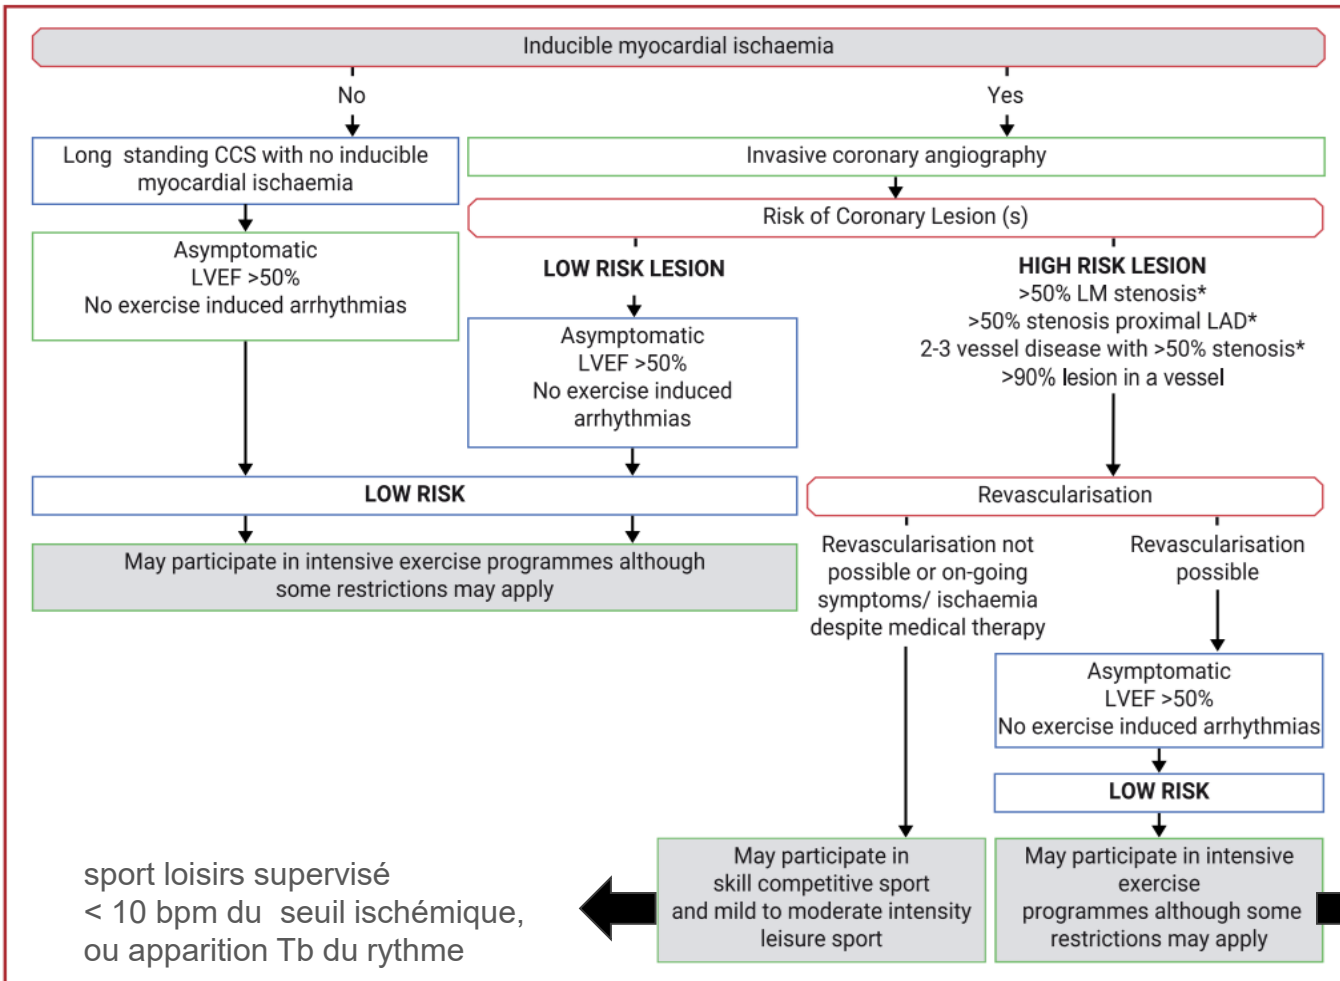 Inducible myocardial ischaemia
No
Yes
Long standing CCS with no inducible
myocardial ischaemia
Invasive coronary angiography
Risk of Coronary Lesion (s)
Asymptomatic
LVEF >50%
No exercise induced arrhythmias
LOW RISK LESION
Asymptomatic
LVEF >50%
No exercise induced
arrhythmias
HIGH RISK LESION
>50% LM stenosis*
>50% stenosis proximal LAD*
2-3 vessel disease with >50% stenosis*
>90% lesion in a vessel
LOW RISK
May participate in intensive exercise programmes although
some restrictions may apply
Revascularisation
Revascularisation not
possible or on-going
symptoms/ ischaemia
despite medical therapy
Revascularisation
possible
Asymptomatic
LVEF >50%
No exercise induced arrhythmias
LOW RISK
sport loisirs supervisé
< 10 bpm du seuil ischémique,
ou apparition Tb du rythme
May participate in
skill competitive sport
and mild to moderate intensity
leisure sport
May participate in intensive
exercise
programmes although some
restrictions may apply